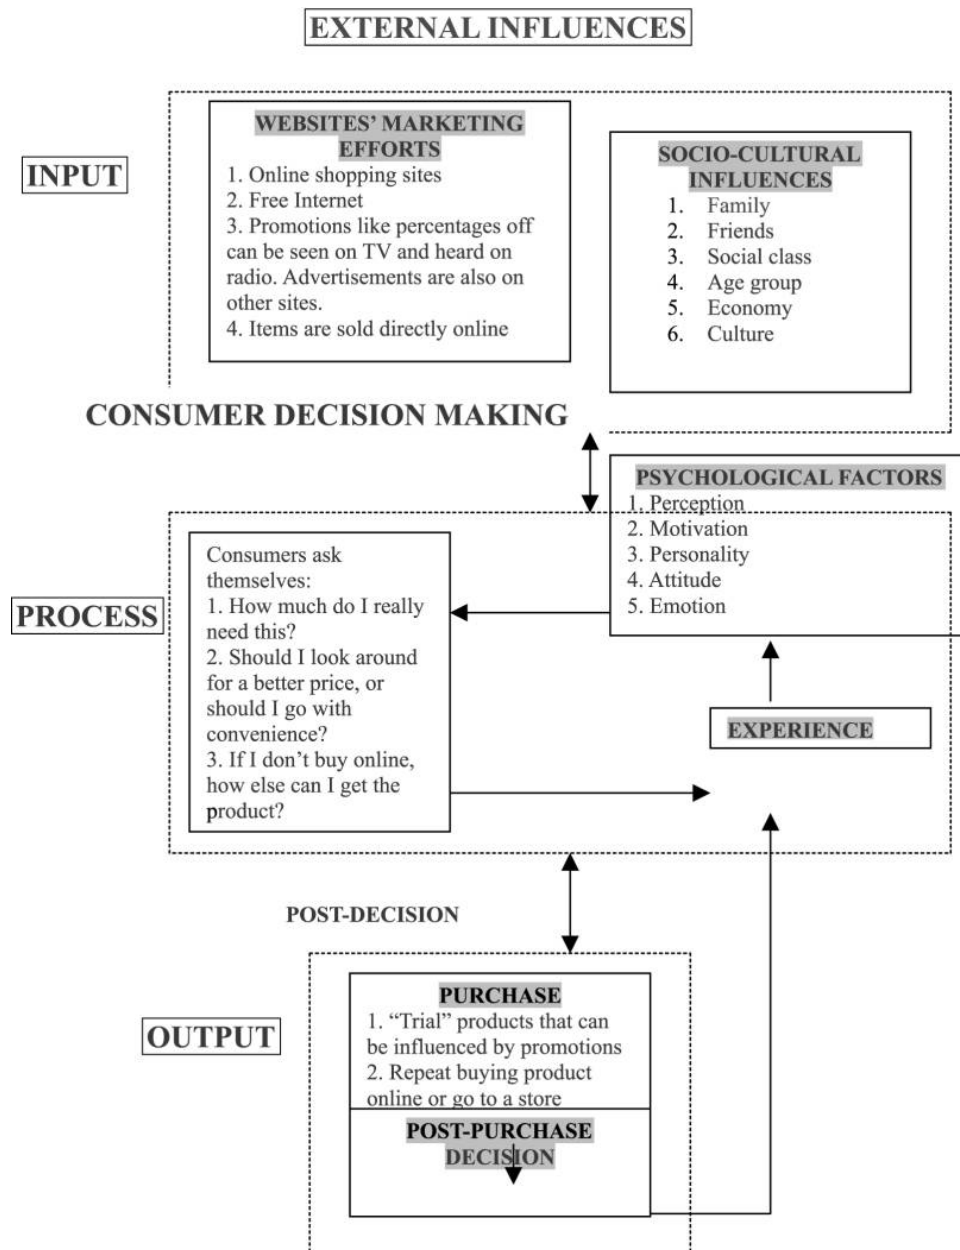 EXTERNAL INFLUENCES
INPUT
WEBSITES’ MARKETING
EFFORTS
1. Online shopping sites
2. Free Internet
3. Promotions like percentages off
can be seen on TV and heard on
radio. Advertisements are also on
other sites.
4. Items are sold directly online
SOCIO-CULTURAL
INFLUENCES
1. Family
2. Friends
3. Social class
4. Age group
5. Economy
6. Culture
CONSUMER DECISION MAKING
PSYCHOLOGICAL FACTORS
1. Perception
2. Motivation
3. Personality
4. Attitude
5. Emotion
PROCESS
Consumers ask
themselves:
1. How much do I really
need this?
2. Should I look around
for a better price, or
should I go with
convenience?
3. If I don’t buy online,
how else can I get the
product?
EXPERIENCE
POST-DECISION
OUTPUT
PURCHASE
1. “Trial” products that can
be influenced by promotions
2. Repeat buying product
online or go to a store
POST-PURCHASE
DECISION